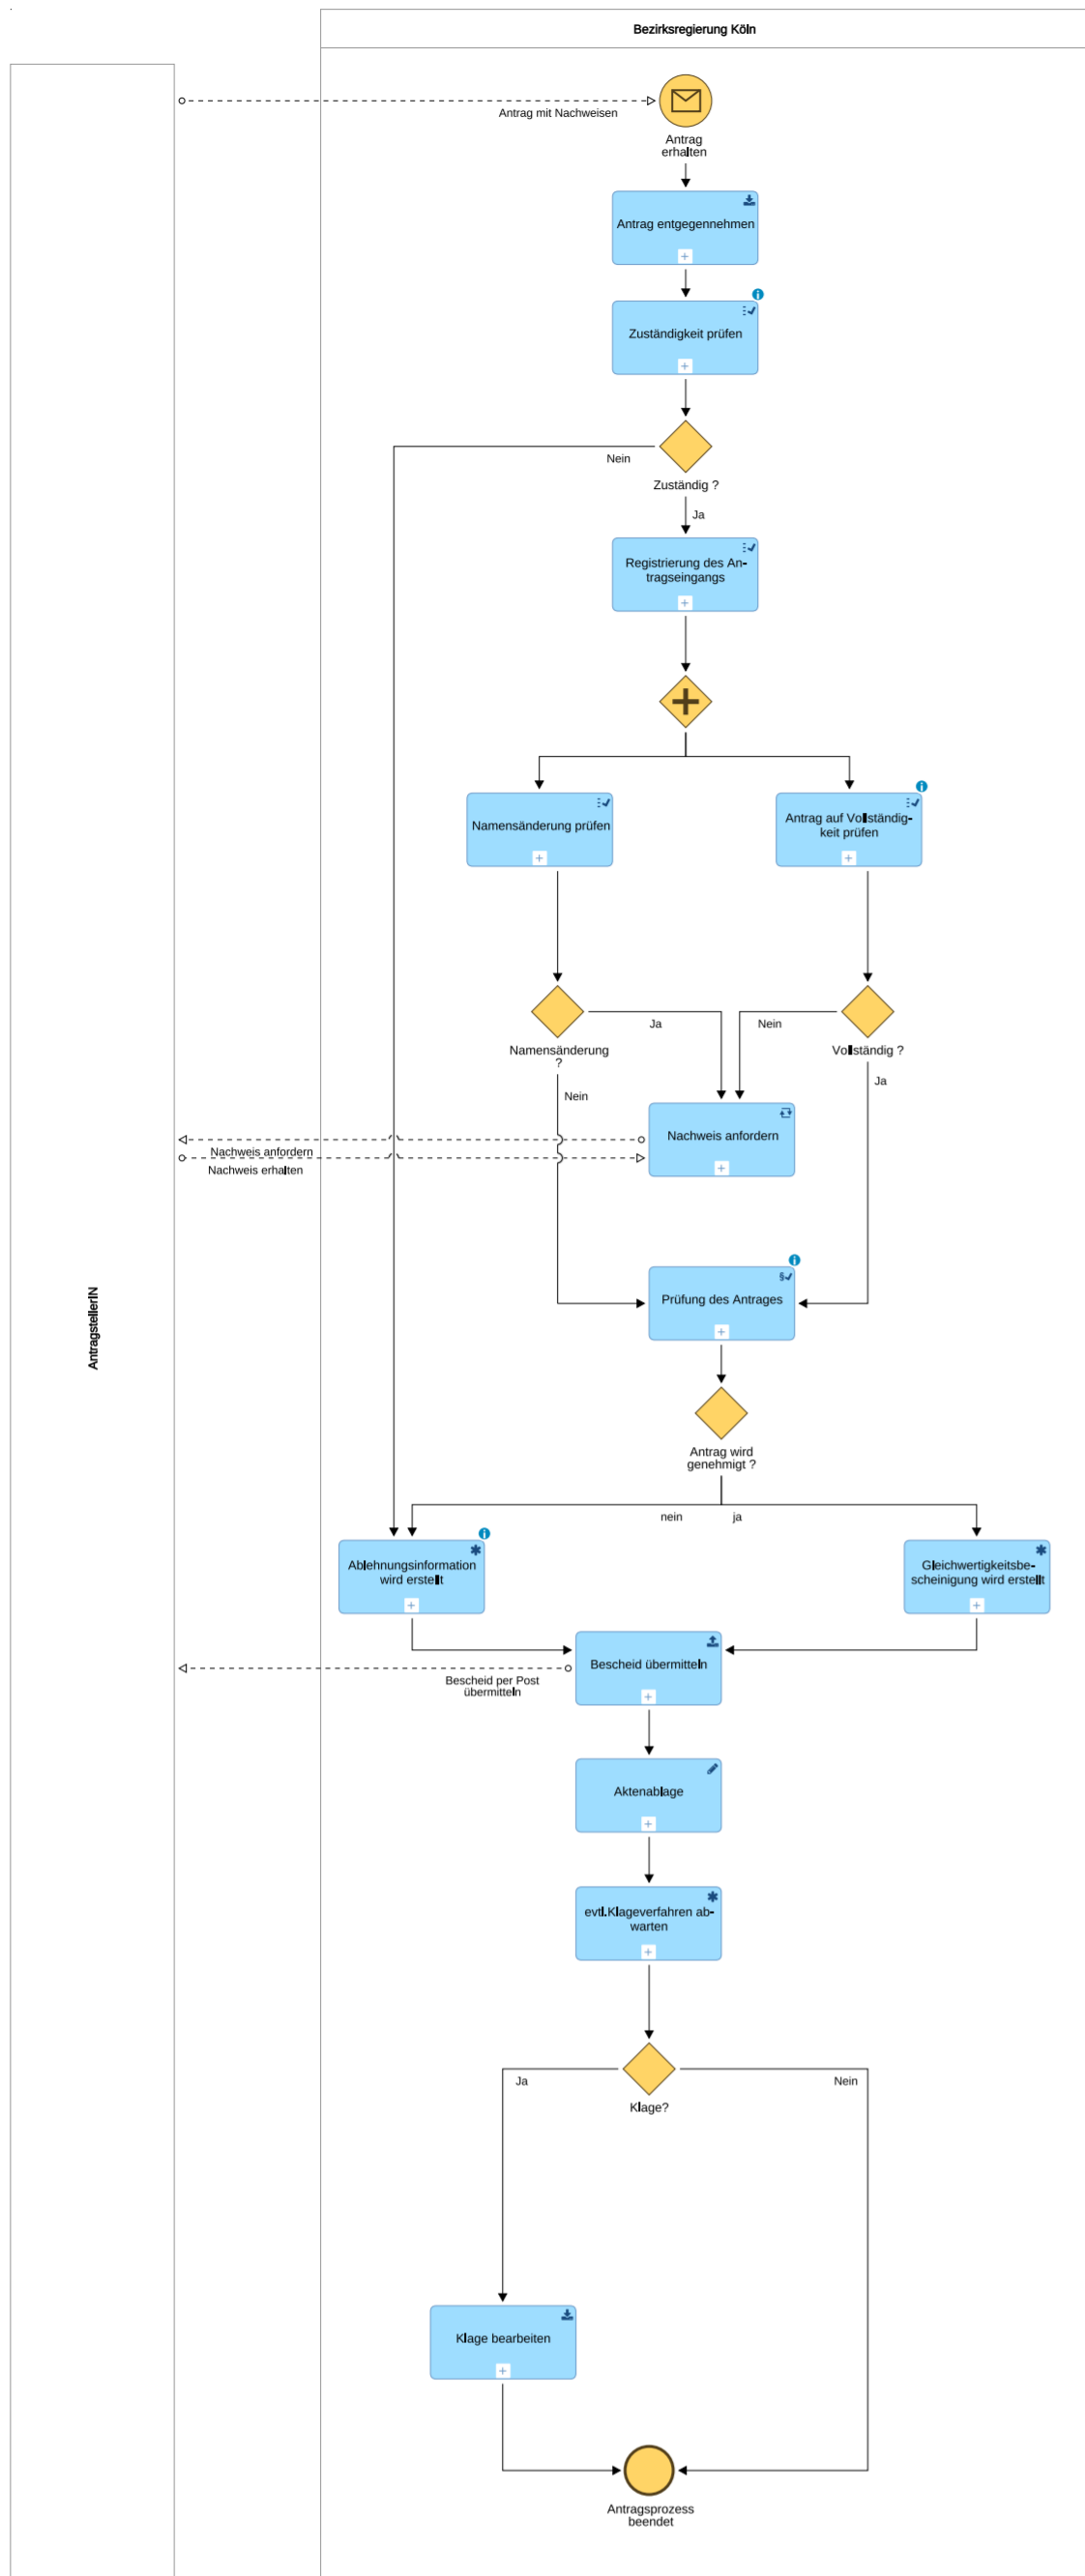 Bezirksregierung Köln
AntragstellerIN
Antrag mit Nachweisen
Antrag
erhalten
Antrag entgegennehmen
Zuständigkeit prüfen
Nein
Zuständig ?
Ja
Registrierung des An-
tragseingangs
Namensänderung prüfen
Antrag auf Vollständig-
keit prüfen
Ja
Nein
Namensänderung
?
Vollständig ?
Nein
Ja
Nachweis anfordern
Nachweis anfordern
Nachweis erhalten
Prüfung des Antrages
Antrag wird
genehmigt ?
nein
ja
Ablehnungsinformation
wird erstellt
Gleichwertigkeitsbe-
scheinigung wird erstellt
Bescheid übermitteln
Bescheid per Post
übermitteln
Aktenablage
evtl.Klageverfahren ab-
warten
Ja
Nein
Klage?
Klage bearbeiten
Antragsprozess
beendet